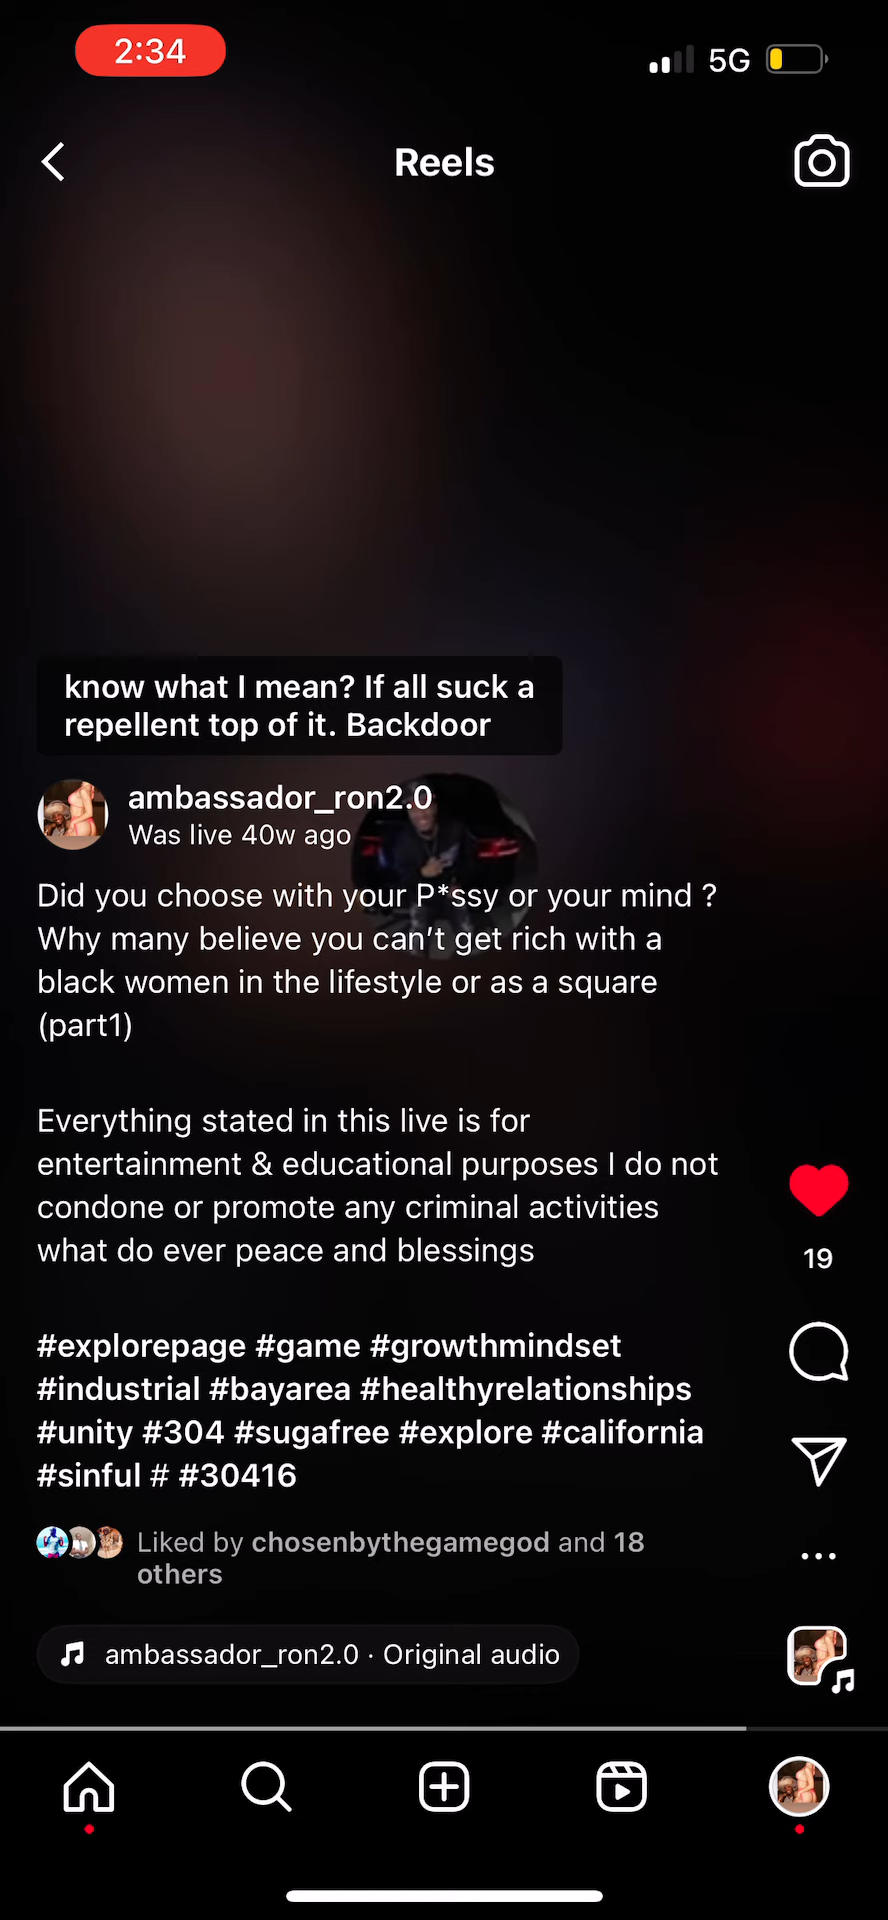 2:34
5G
Reels
know what I mean? If all suck a
repellent top of it. Backdoor
ambassador_ron2.0
Was live 40w ago
Did you choose with your P*ssy or your mind ?
Why many believe you can’t get rich with a
black women in the lifestyle or as a square
(part1)
Everything stated in this live is for
entertainment & educational purposes I do not
condone or promote any criminal activities
what do ever peace and blessings
19
#explorepage #game #growthmindset
#industrial #bayarea #healthyrelationships
#unity #304 #sugafree #explore #california
#sinful # #30416
Liked by chosenbythegamegod and 18
others
ambassador_ron2.0 · Original audio